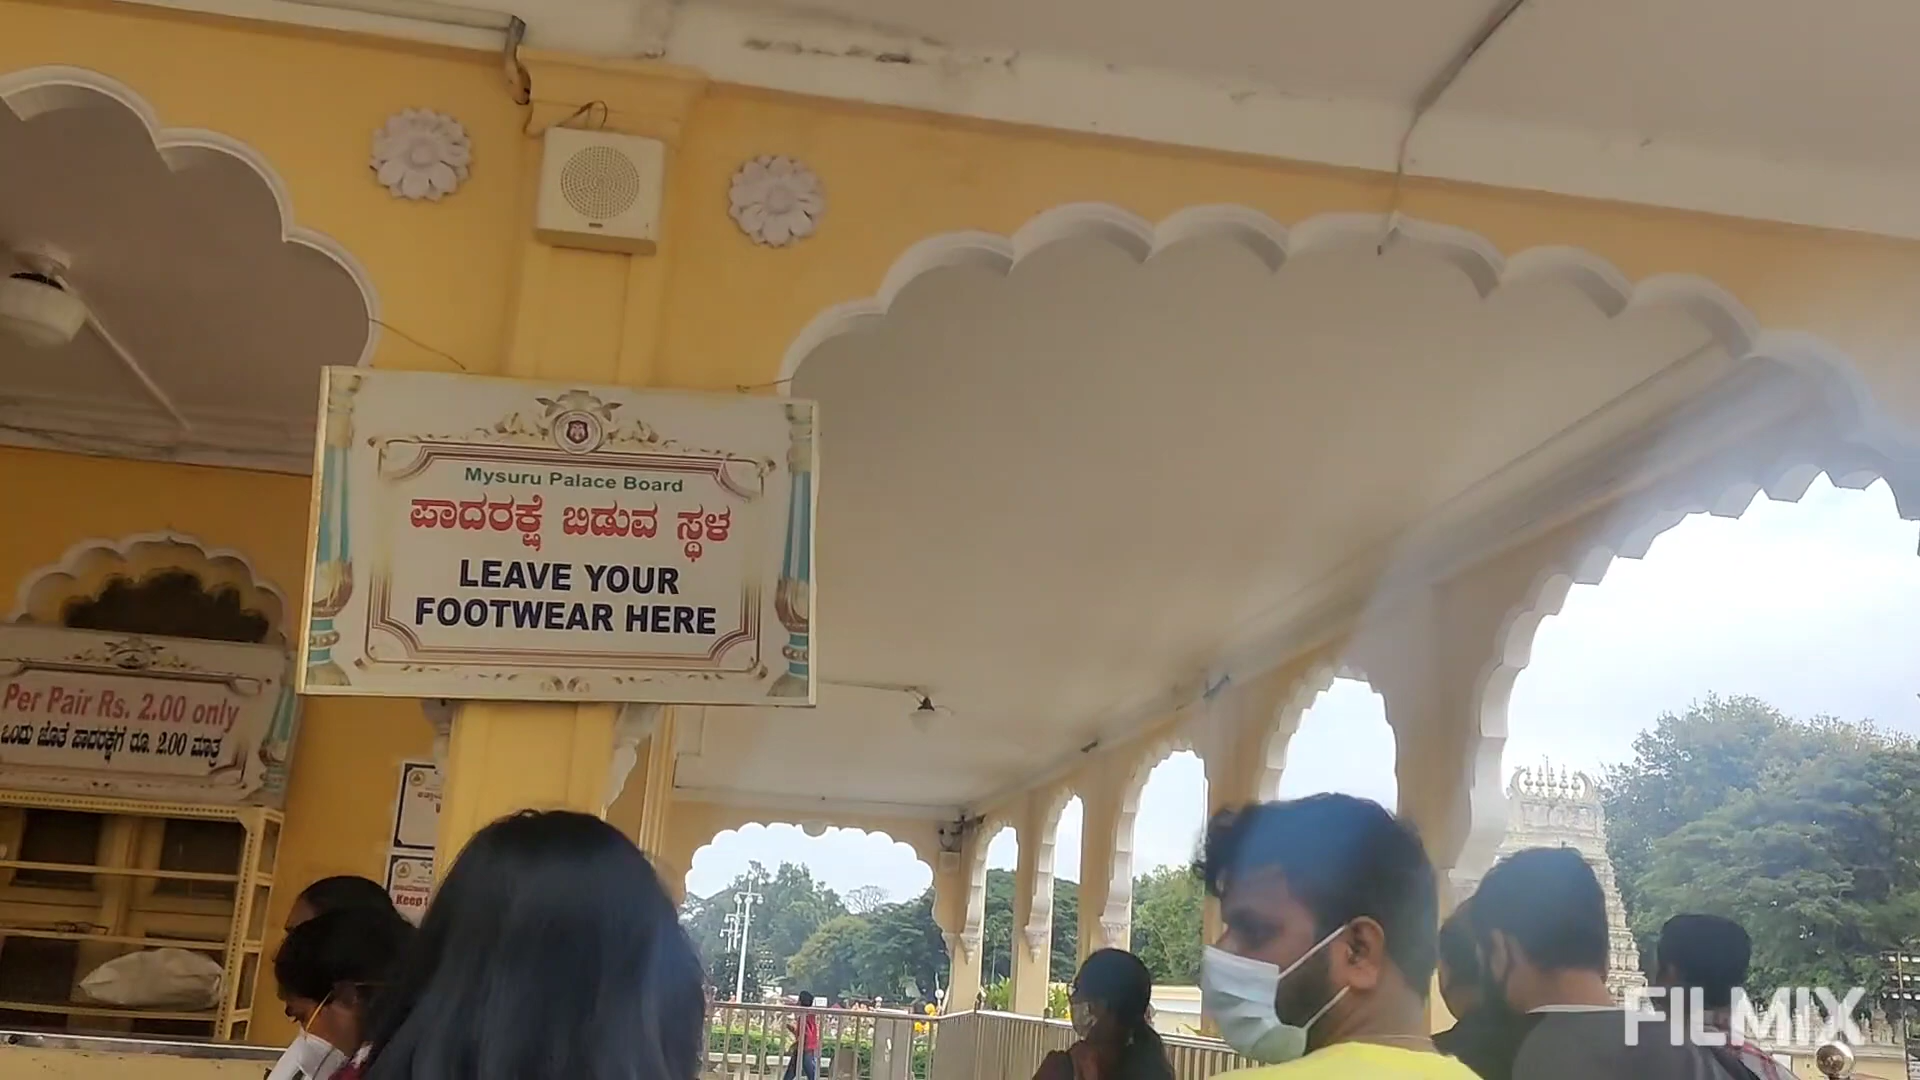 Mysuru Palace Board
ಪಾದರಕ್ಷೆ ಬಿಡುವ ಸ್ಥಳ
LEAVE YOUR
FOOTWEAR HERE
Per Pair Rs. 2.00 only
ಒಂದು ಜೊತೆ ಪಾದರಕ್ಷೆಗೆ ರೂ. 2.00 ಮಾತ್ರ
Keep
FILMIX